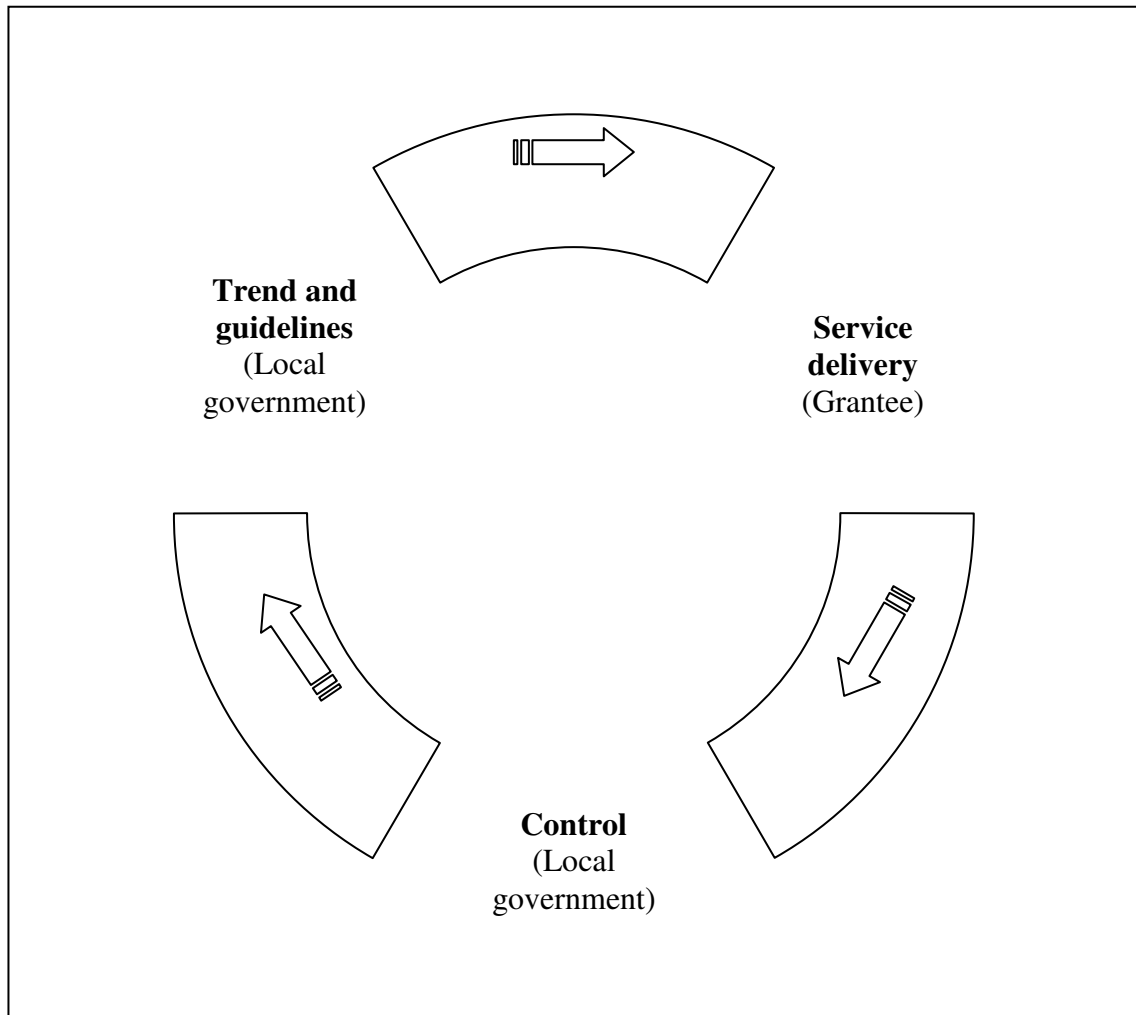 Trend and
guidelines
(Local
government)
Service
delivery
(Grantee)
Control
(Local
government)